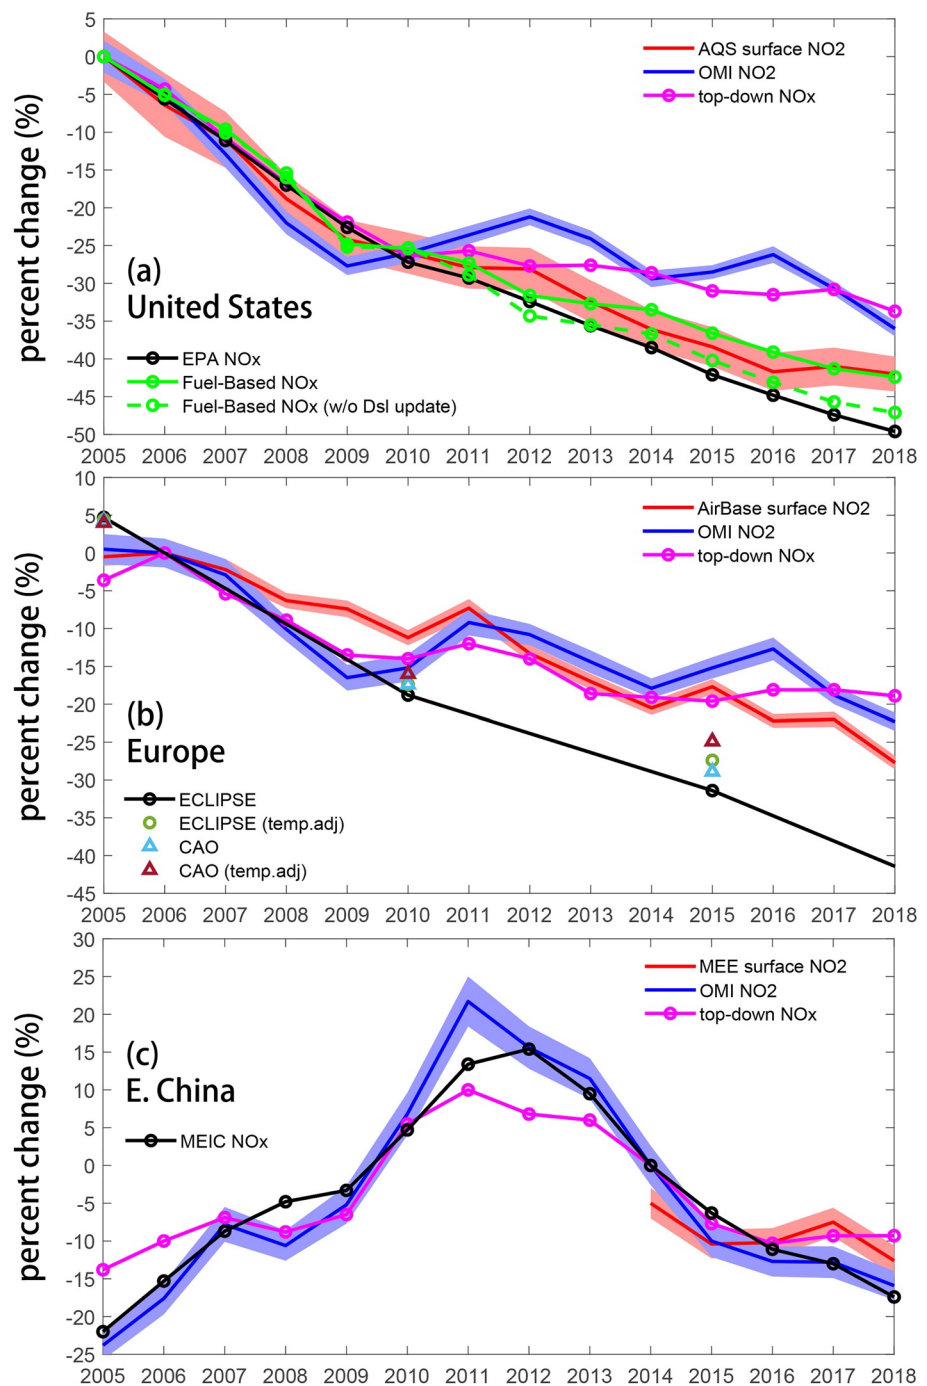 5
0
-5
-10
-15
-20
-25
-30
-35
-40
-45
-50
percent change (%)
AQS surface NO2
OMI NO2
top-down NOx
(a)
United States
EPA NOx
Fuel-Based NOx
Fuel-Based NOx (w/o Dsl update)
2005 2006 2007 2008 2009 2010 2011 2012 2013 2014 2015 2016 2017 2018
10
5
0
-5
-10
-15
-20
-25
-30
-35
-40
-45
percent change (%)
AirBase surface NO2
OMI NO2
top-down NOx
(b)
Europe
ECLIPSE
ECLIPSE (temp.adj)
CAO
CAO (temp.adj)
2005 2006 2007 2008 2009 2010 2011 2012 2013 2014 2015 2016 2017 2018
30
25
20
15
10
5
0
-5
-10
-15
-20
-25
percent change (%)
MEE surface NO2
OMI NO2
top-down NOx
(c)
E. China
MEIC NOx
2005 2006 2007 2008 2009 2010 2011 2012 2013 2014 2015 2016 2017 2018